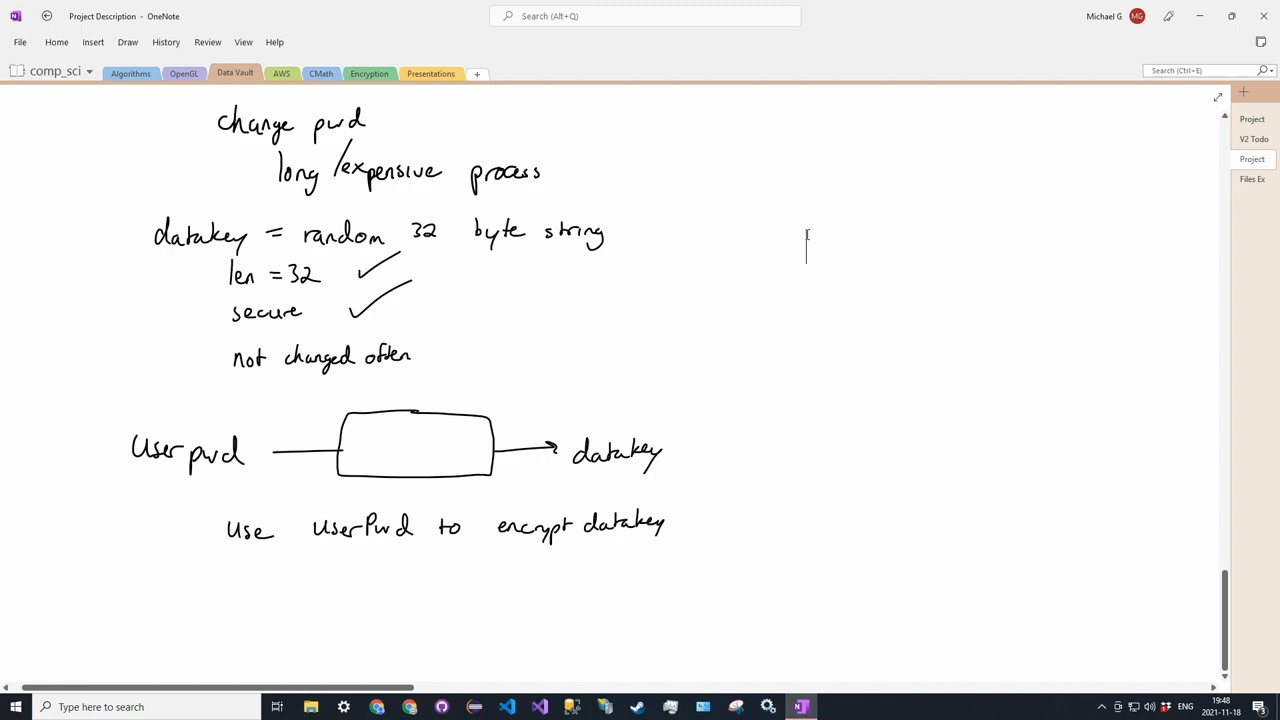 Project Description - OneNote
Search (Alt+Q)
Michael G
MG
File Home Insert Draw History Review View Help
comp_sci
Algorithms OpenGL Data Vault AWS CMath Encryption Presentations +
Search (Ctrl+E)
change pwd
long/expensive process
datakey = random 32 byte string
len = 32 ✓
secure ✓
not changed often
User pwd
datakey
Use UserPwd to encrypt datakey
Project
V2 Todo
Project
Files Ex
Type here to search
ENG
19:48
2021-11-18